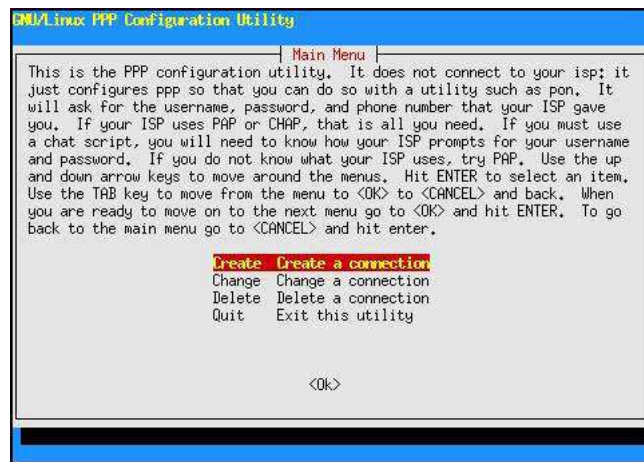 GNU/Linux PPP Configuration Utility
Main Menu
This is the PPP configuration utility.  It does not connect to your isp: it
just configures ppp so that you can do so with a utility such as pon.  It
will ask for the username, password, and phone number that your ISP gave
you.  If your ISP uses PAP or CHAP, that is all you need.  If you must use
a chat script, you will need to know how your ISP prompts for your username
and password.  If you do not know what your ISP uses, try PAP.  Use the up
and down arrow keys to move around the menus.  Hit ENTER to select an item.
Use the TAB key to move from the menu to <OK> to <CANCEL> and back.  When
you are ready to move on to the next menu go to <OK> and hit ENTER.  To go
back to the main menu go to <CANCEL> and hit enter.
Create  Create a connection
Change  Change a connection
Delete  Delete a connection
Quit    Exit this utility
<Ok>